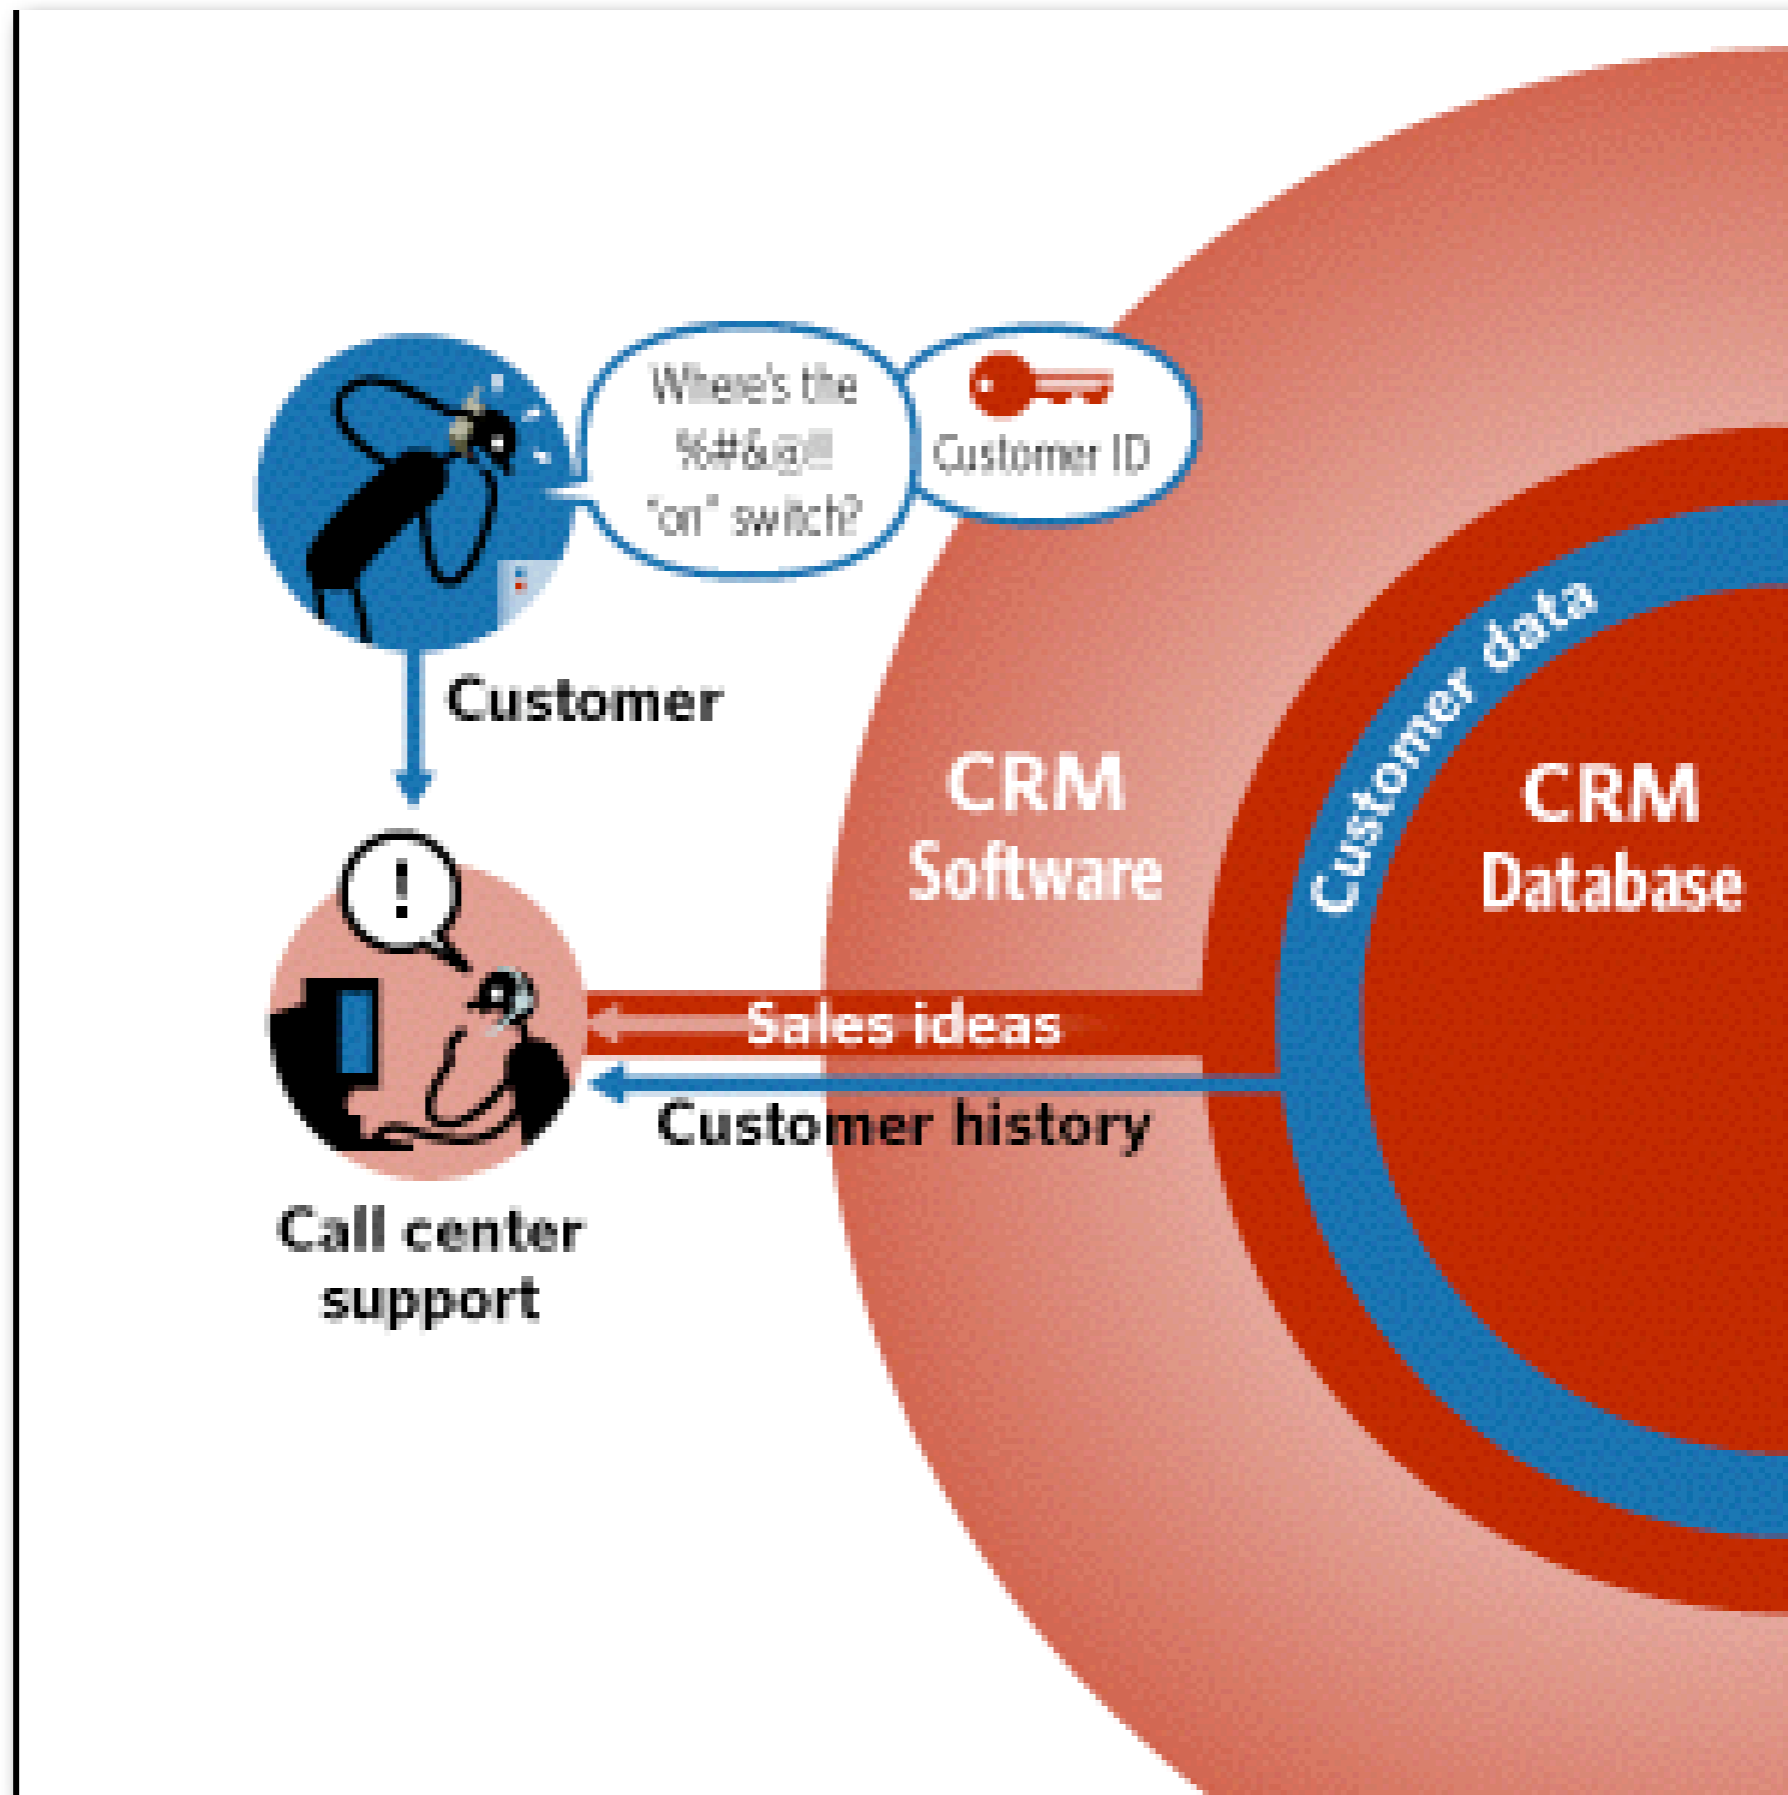 Where's the
%#&@!!
"on" switch?
Customer ID
Customer
Customer data
CRM
Software
CRM
Database
!
Sales ideas
Customer history
Call center
support